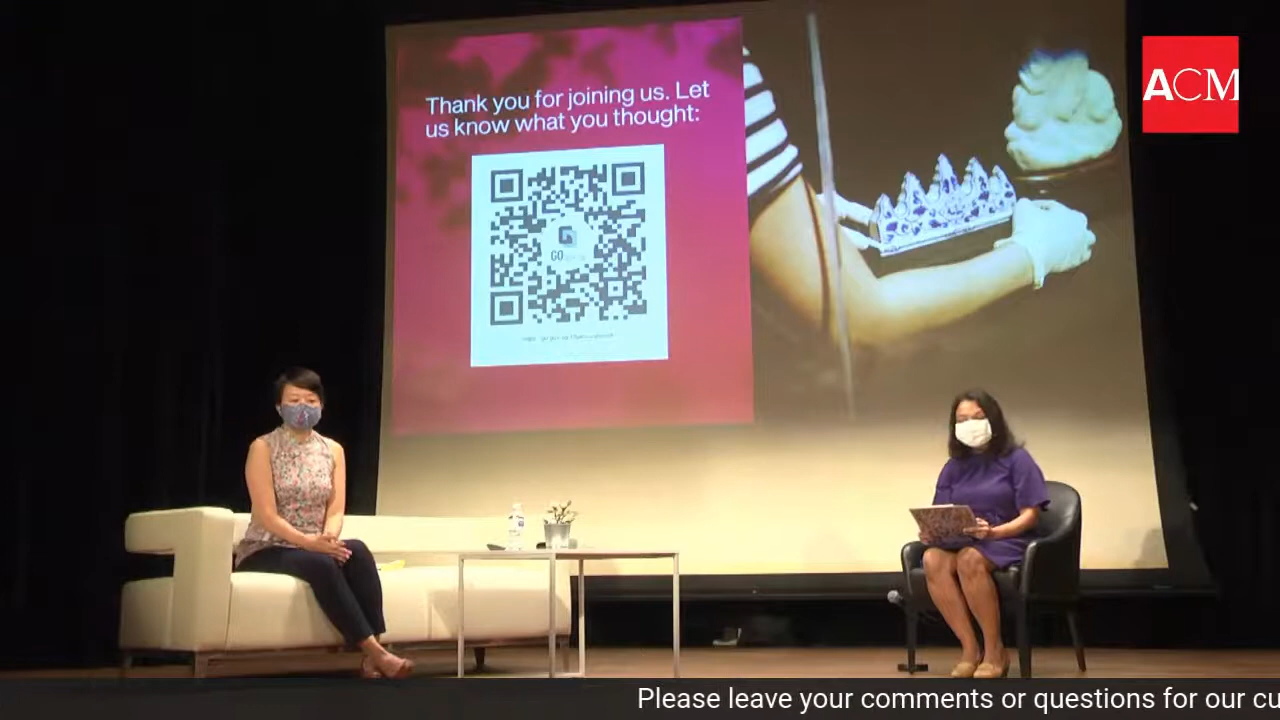 Thank you for joining us. Let
us know what you thought:
GO
ACM
Please leave your comments or questions for our cu